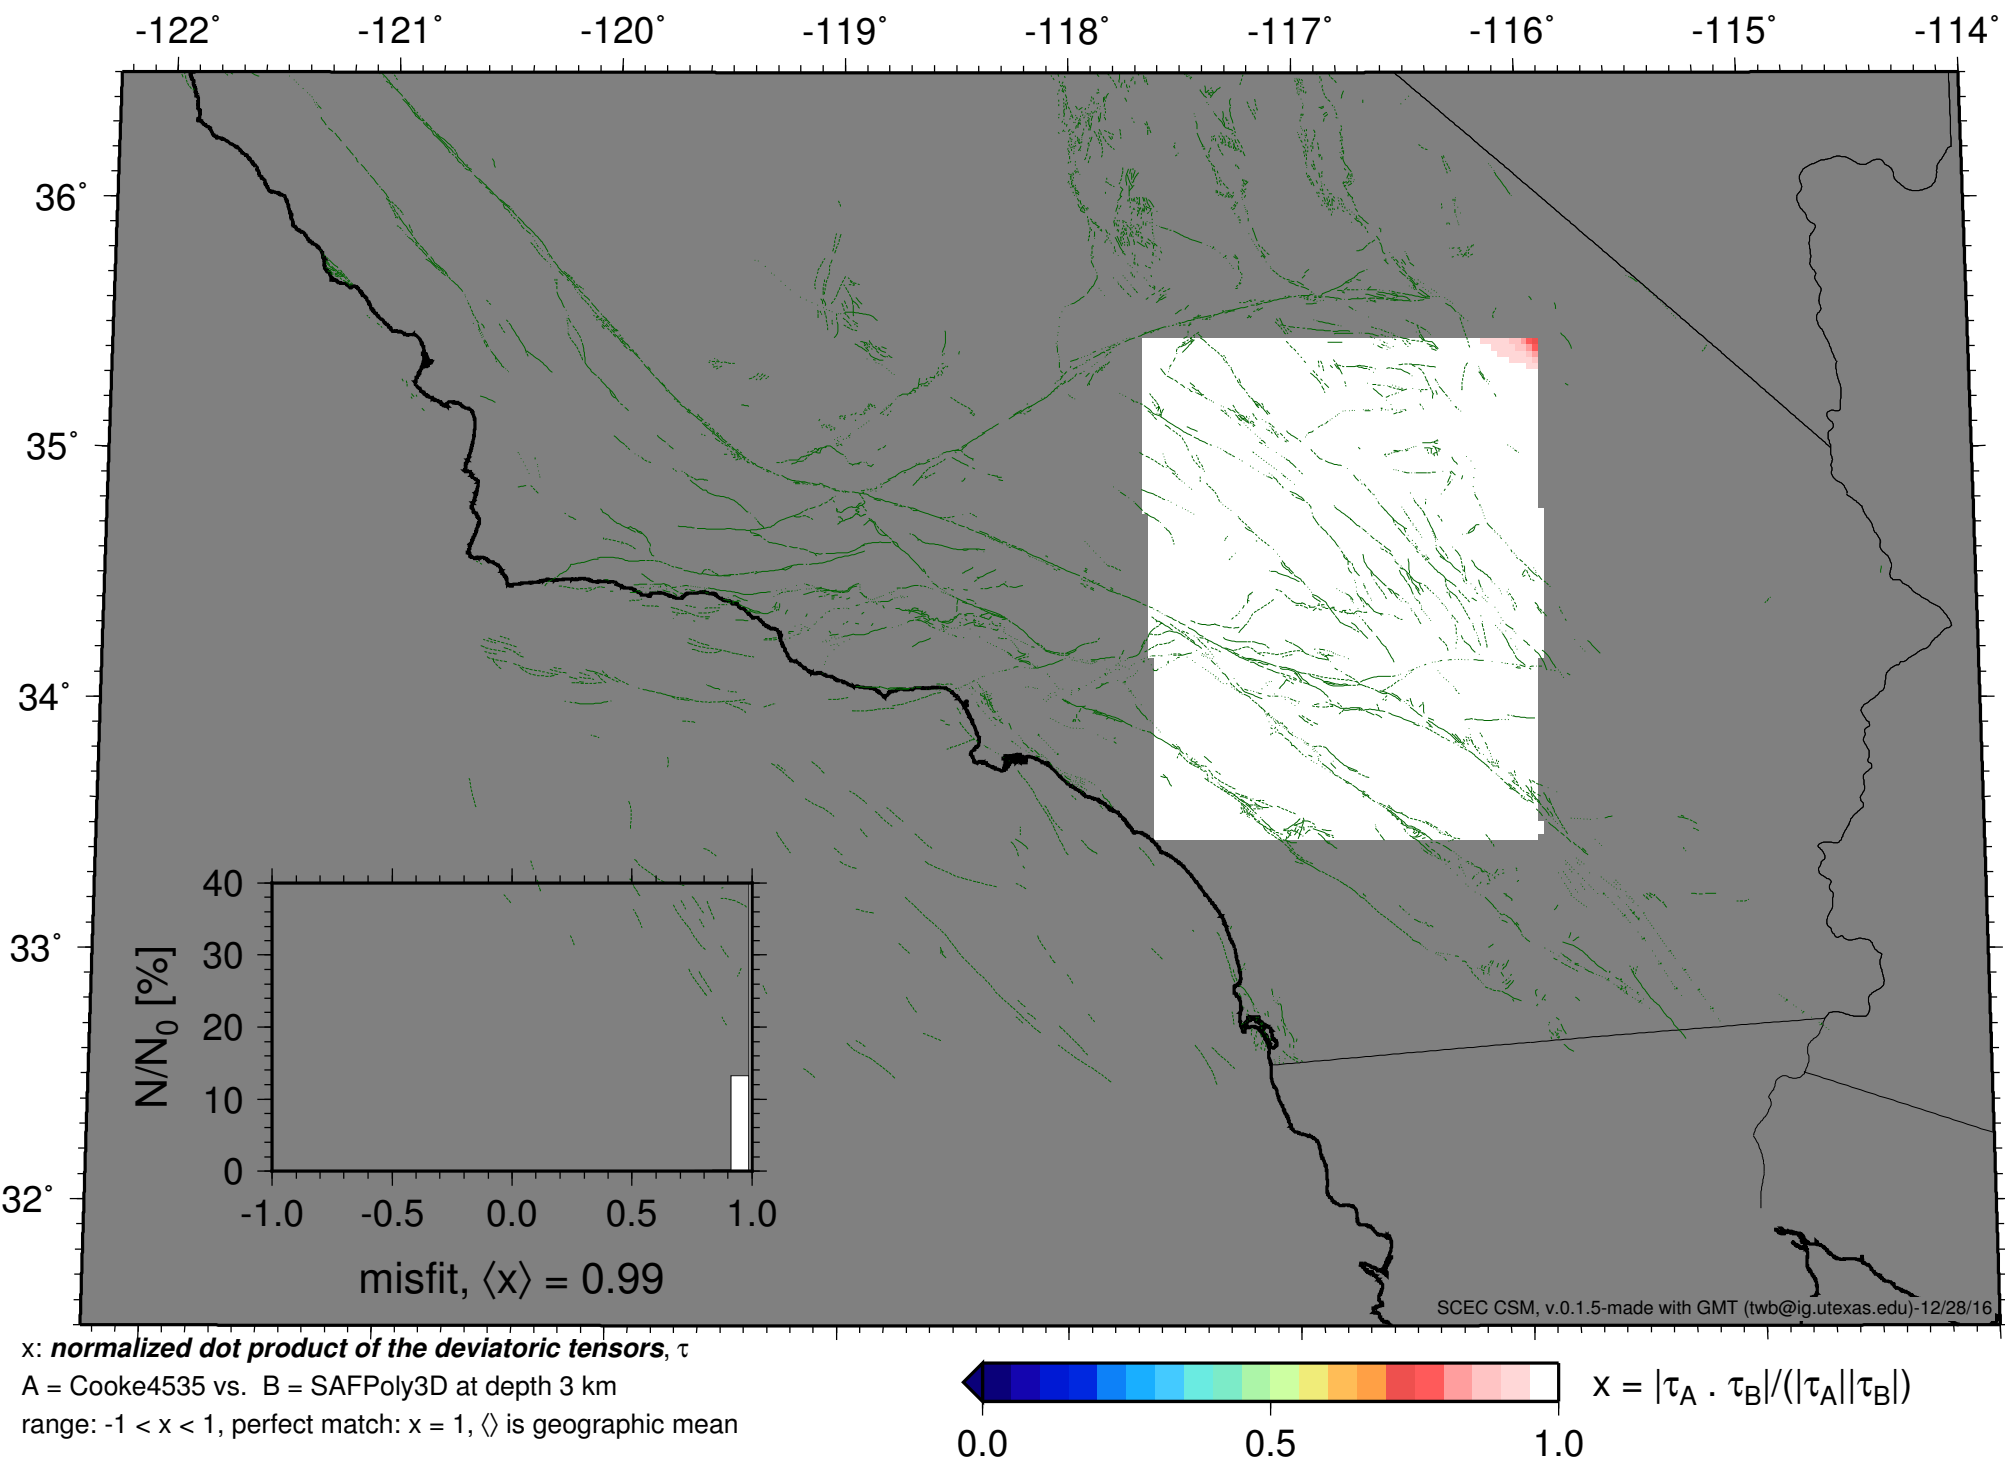 -122˚ -121˚ -120˚ -119˚ -118˚ -117˚ -116˚ -115˚ -114˚
36˚
35˚
34˚
33˚
32˚
40
30
20
10
0
N/N0 [%]
-1.0 -0.5 0.0 0.5 1.0
misfit, ⟨x⟩ = 0.99
SCEC CSM, v.0.1.5-made with GMT (twb@ig.utexas.edu)-12/28/16
x: normalized dot product of the deviatoric tensors, τ
A = Cooke4535 vs. B = SAFPoly3D at depth 3 km
range: -1 < x < 1, perfect match: x = 1, ⟨⟩ is geographic mean
x = |τA . τB|/(|τA||τB|)
0.0 0.5 1.0